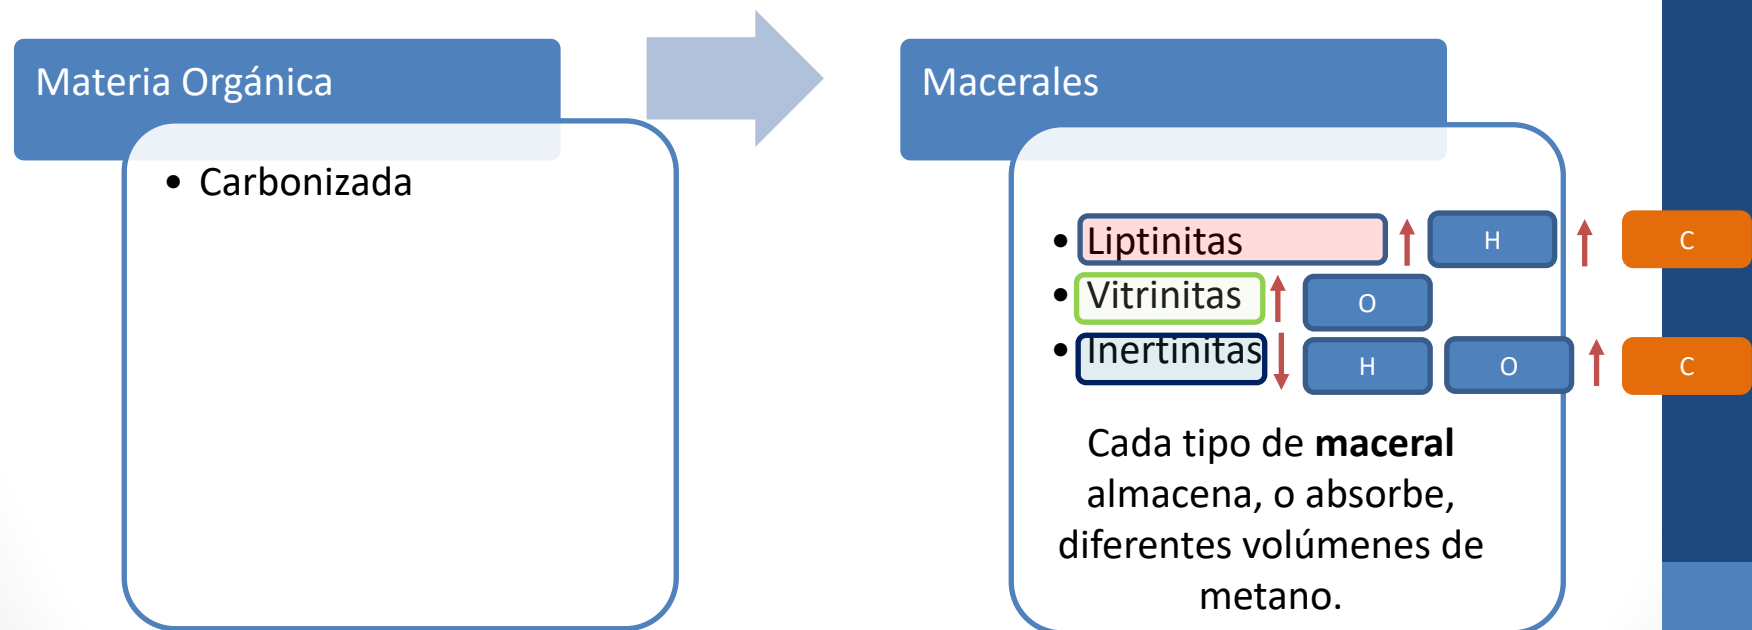 Materia Orgánica
• Carbonizada
Macerales
• Liptinitas H C
• Vitrinitas O
• Inertinitas H O C
Cada tipo de maceral
almacena, o absorbe,
diferentes volúmenes de
metano.